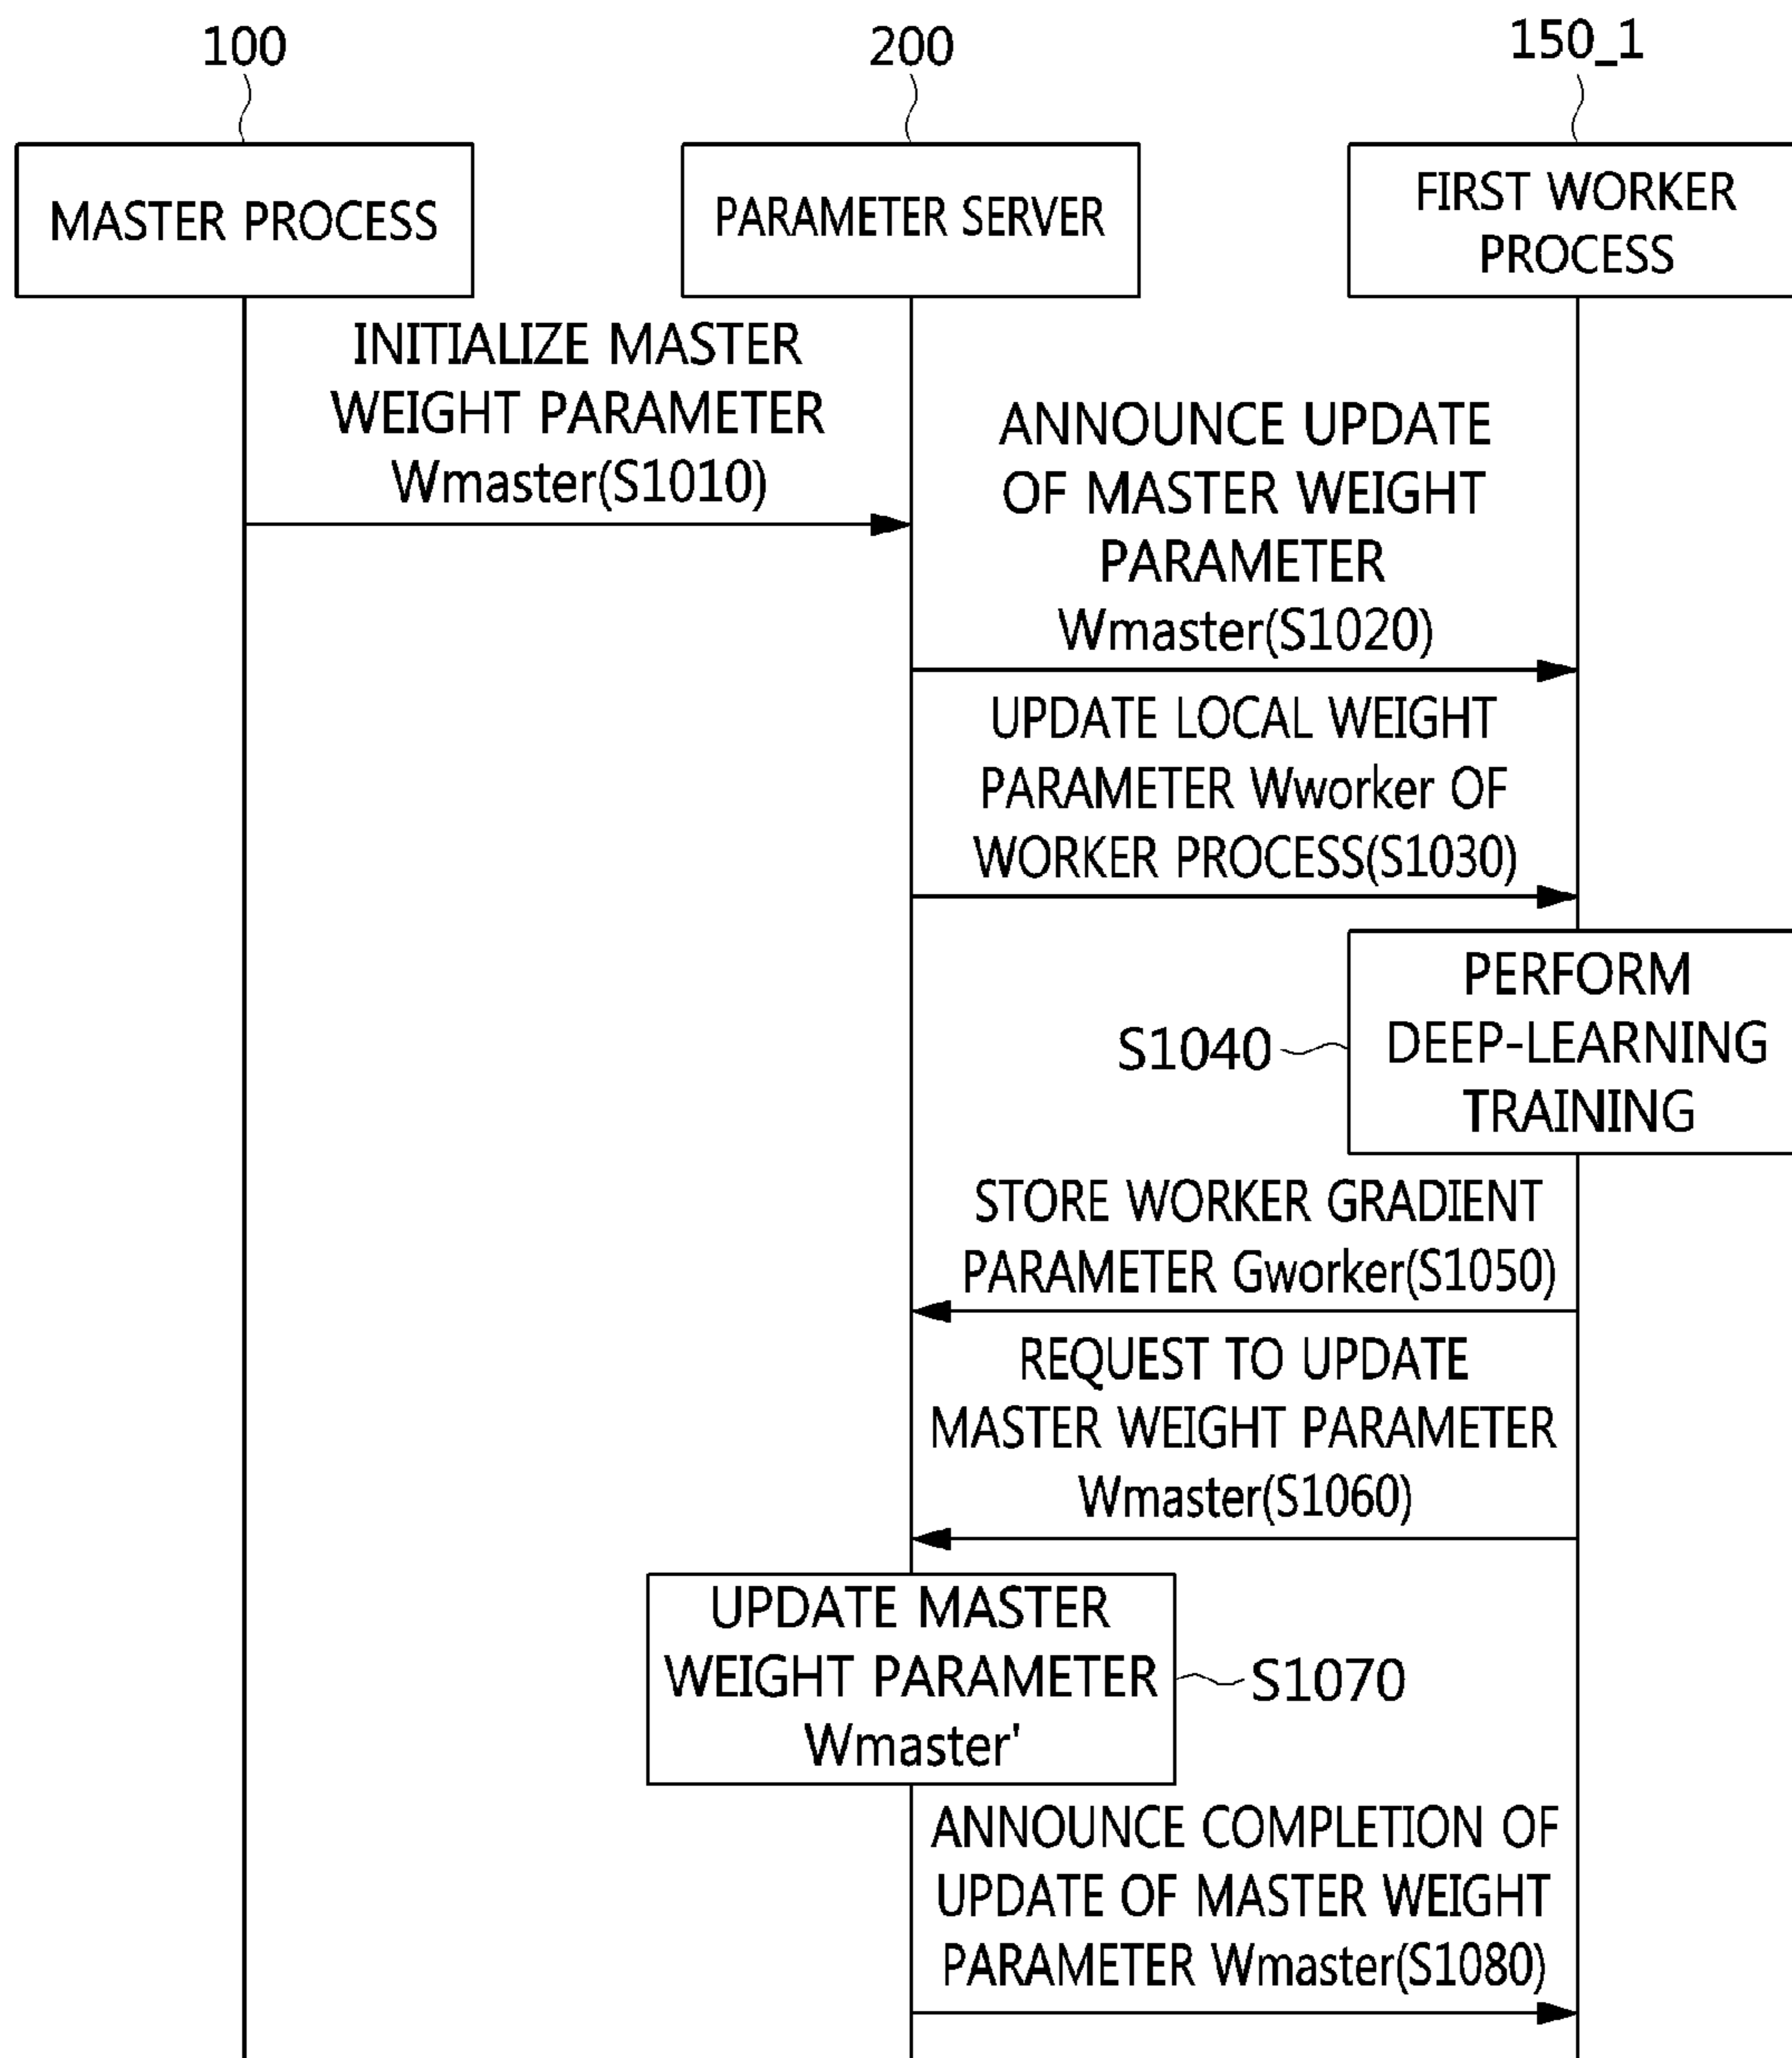 100
200
150_1
MASTER PROCESS
PARAMETER SERVER
FIRST WORKER
PROCESS
INITIALIZE MASTER
WEIGHT PARAMETER
Wmaster(S1010)
ANNOUNCE UPDATE
OF MASTER WEIGHT
PARAMETER
Wmaster(S1020)
UPDATE LOCAL WEIGHT
PARAMETER Wworker OF
WORKER PROCESS(S1030)
PERFORM
DEEP-LEARNING
TRAINING
S1040
STORE WORKER GRADIENT
PARAMETER Gworker(S1050)
REQUEST TO UPDATE
MASTER WEIGHT PARAMETER
Wmaster(S1060)
UPDATE MASTER
WEIGHT PARAMETER
Wmaster'
S1070
ANNOUNCE COMPLETION OF
UPDATE OF MASTER WEIGHT
PARAMETER Wmaster(S1080)